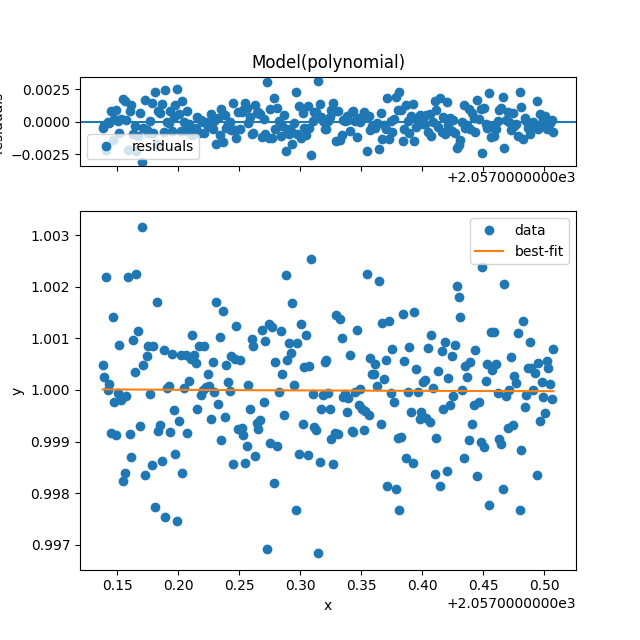 Model(polynomial)
0.0025
0.0000
−0.0025
residuals
residuals
+2.0570000000e3
1.003
1.002
1.001
1.000
0.999
0.998
0.997
y
data
best-fit
0.15
0.20
0.25
0.30
0.35
0.40
0.45
0.50
x
+2.0570000000e3